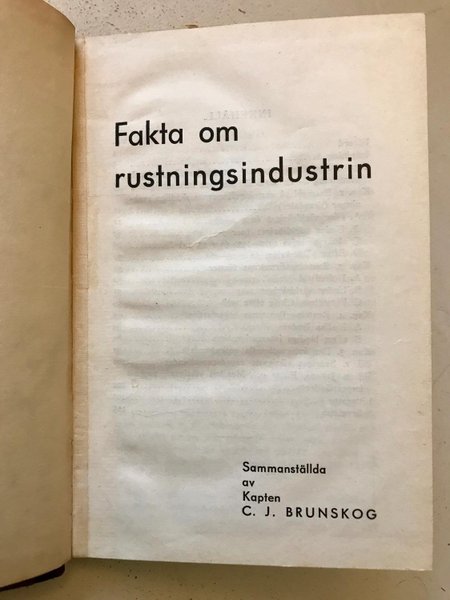 Fakta om
rustningsindustrin
Sammanställda
av
Kapten
C. J. BRUNSKOG